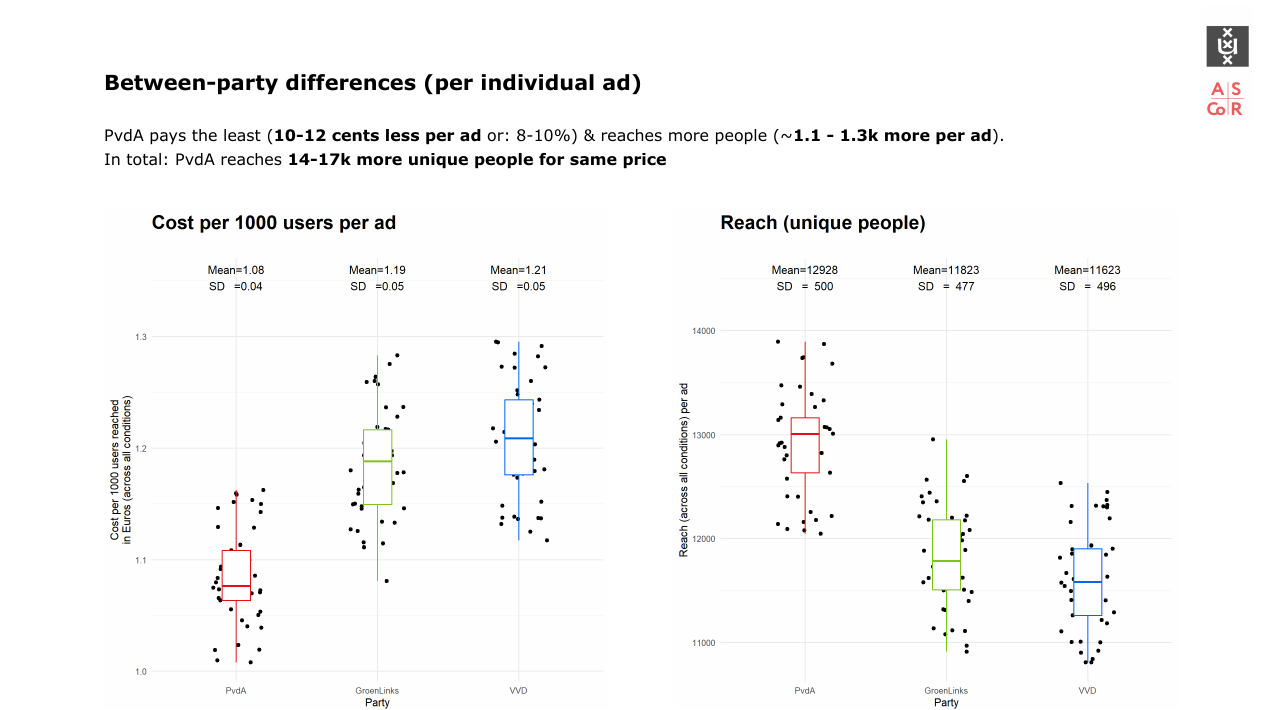 U
A S
Co R
Between-party differences (per individual ad)
PvdA pays the least (10-12 cents less per ad or: 8-10%) & reaches more people (~1.1 - 1.3k more per ad).
In total: PvdA reaches 14-17k more unique people for same price
Cost per 1000 users per ad
Mean=1.08 Mean=1.19 Mean=1.21
SD =0.04 SD =0.05 SD =0.05
1.3
1.2
1.1
1.0
Cost per 1000 users reached
in Euros (across all conditions)
PvdA GroenLinks VVD
Party
Reach (unique people)
Mean=12928 Mean=11823 Mean=11623
SD = 500 SD = 477 SD = 496
14000
13000
12000
11000
Reach (across all conditions) per ad
PvdA GroenLinks VVD
Party